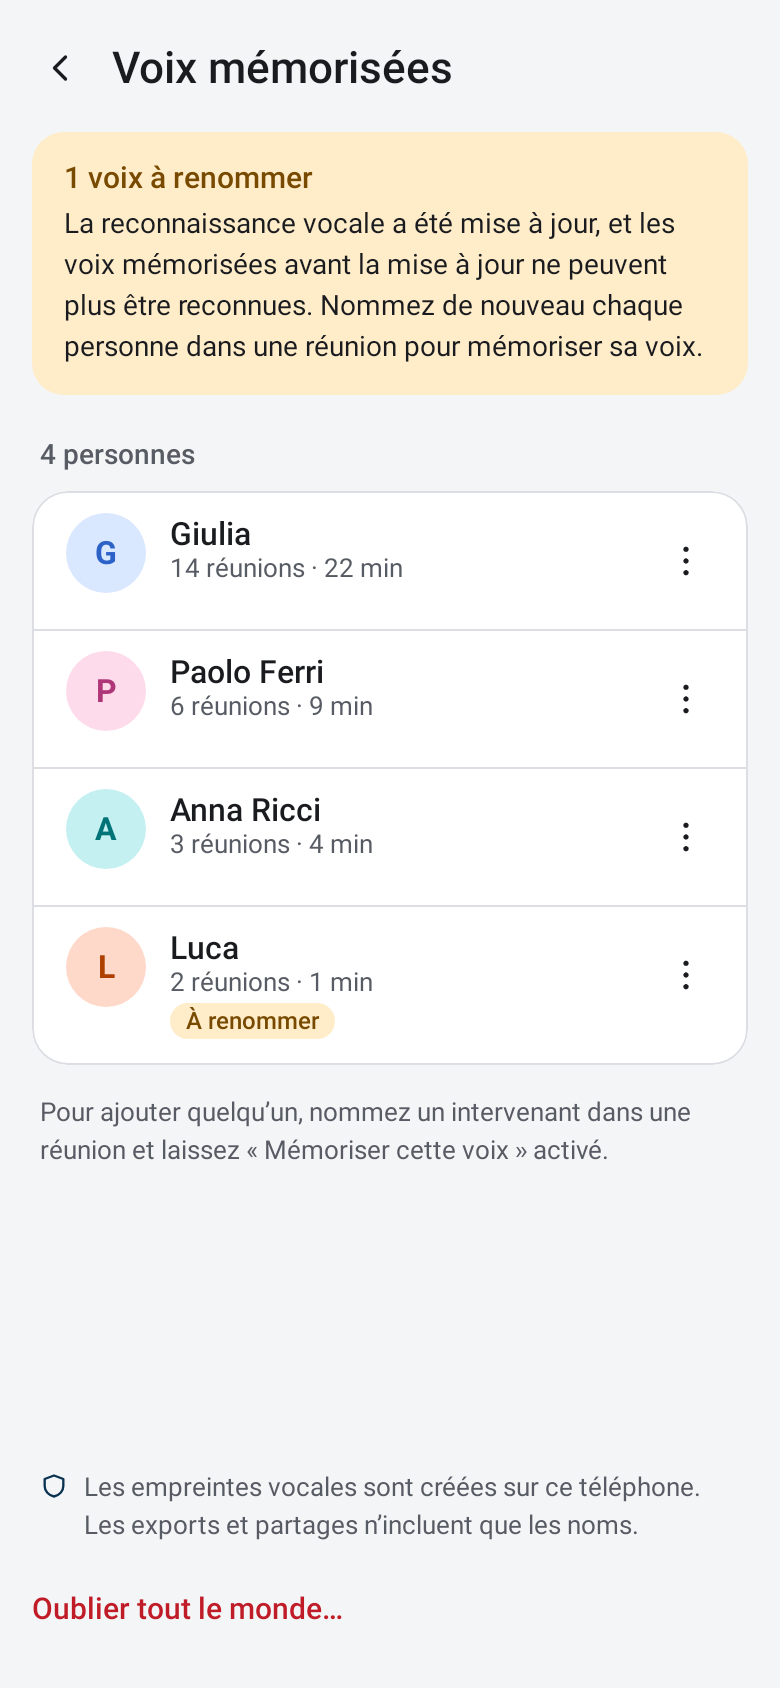 Voix mémorisées
1 voix à renommer
La reconnaissance vocale a été mise à jour, et les
voix mémorisées avant la mise à jour ne peuvent
plus être reconnues. Nommez de nouveau chaque
personne dans une réunion pour mémoriser sa voix.
4 personnes
G
Giulia
14 réunions · 22 min
P
Paolo Ferri
6 réunions · 9 min
A
Anna Ricci
3 réunions · 4 min
L
Luca
2 réunions · 1 min
À renommer
Pour ajouter quelqu’un, nommez un intervenant dans une
réunion et laissez « Mémoriser cette voix » activé.
Les empreintes vocales sont créées sur ce téléphone.
Les exports et partages n’incluent que les noms.
Oublier tout le monde…